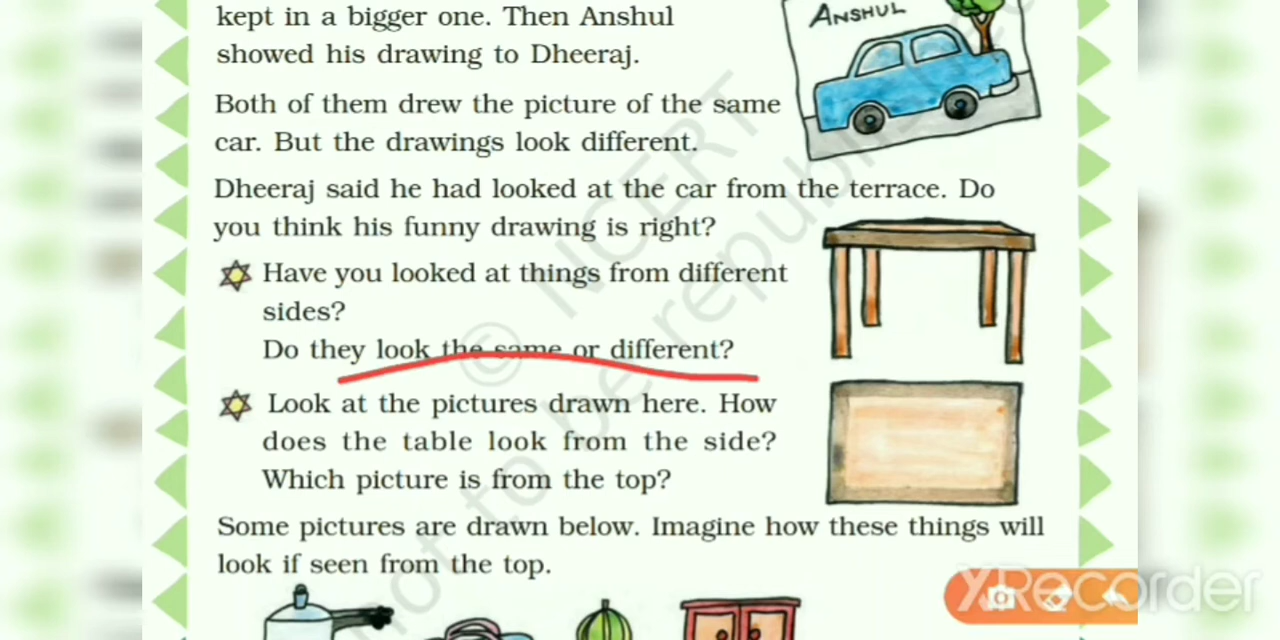 kept in a bigger one. Then Anshul
showed his drawing to Dheeraj.
ANSHUL
Both of them drew the picture of the same
car. But the drawings look different.
Dheeraj said he had looked at the car from the terrace. Do
you think his funny drawing is right?
Have you looked at things from different
sides?
Do they look the same or different?
Look at the pictures drawn here. How
does the table look from the side?
Which picture is from the top?
Some pictures are drawn below. Imagine how these things will
look if seen from the top.
© NCERT
not to be republished
XRecorder